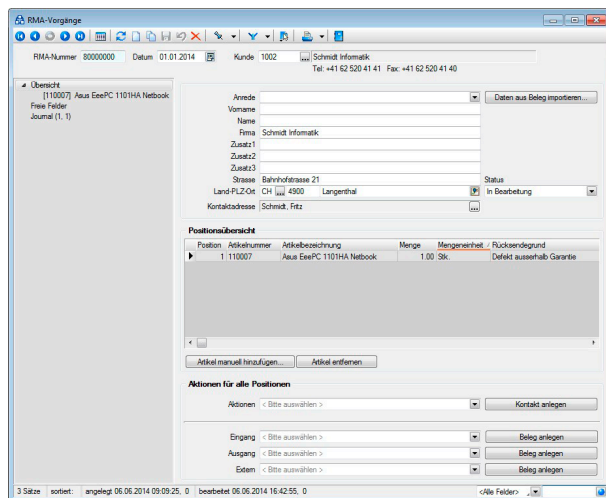 RMA-Vorgänge
RMA-Nummer 80000000 Datum 01.01.2014 Kunde 1002 ... Schmidt Informatik
Tel: +41 62 520 41 41 Fax: +41 62 520 41 40
Übersicht
[110007] Asus EeePC 1101HA Netbook
Freie Felder
Journal (1, 1)
Anrede Daten aus Beleg importieren...
Vorname
Name
Firma Schmidt Informatik
Zusatz1
Zusatz2
Zusatz3
Strasse Bahnhofstrasse 21 Status
Land-PLZ-Ort CH ... 4900 Langenthal In Bearbeitung
Kontaktadresse Schmidt, Fritz ...
Positionsübersicht
Position Artikelnummer Artikelbezeichnung Menge Mengeneinheit Rücksendegrund
1 110007 Asus EeePC 1101HA Netbook 1.00 Stk. Defekt ausserhalb Garantie
Artikel manuell hinzufügen... Artikel entfernen
Aktionen für alle Positionen
Aktionen < Bitte auswählen > Kontakt anlegen
Eingang < Bitte auswählen > Beleg anlegen
Ausgang < Bitte auswählen > Beleg anlegen
Extern < Bitte auswählen > Beleg anlegen
3 Sätze sortiert: angelegt 06.06.2014 09:09:25, 0 bearbeitet 06.06.2014 16:42:55, 0 <Alle Felder>